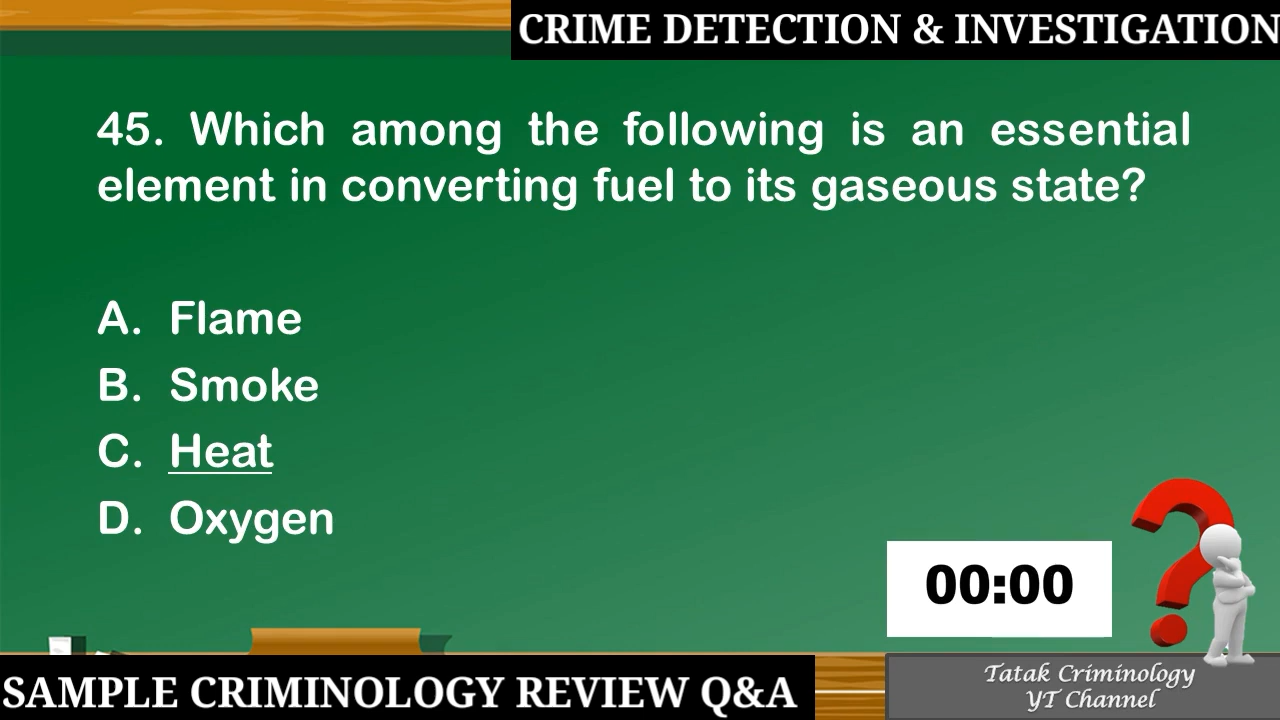 CRIME DETECTION & INVESTIGATION
45. Which among the following is an essential
element in converting fuel to its gaseous state?
A. Flame
B. Smoke
C. Heat
D. Oxygen
00:00
SAMPLE CRIMINOLOGY REVIEW Q&A
Tatak Criminology
YT Channel